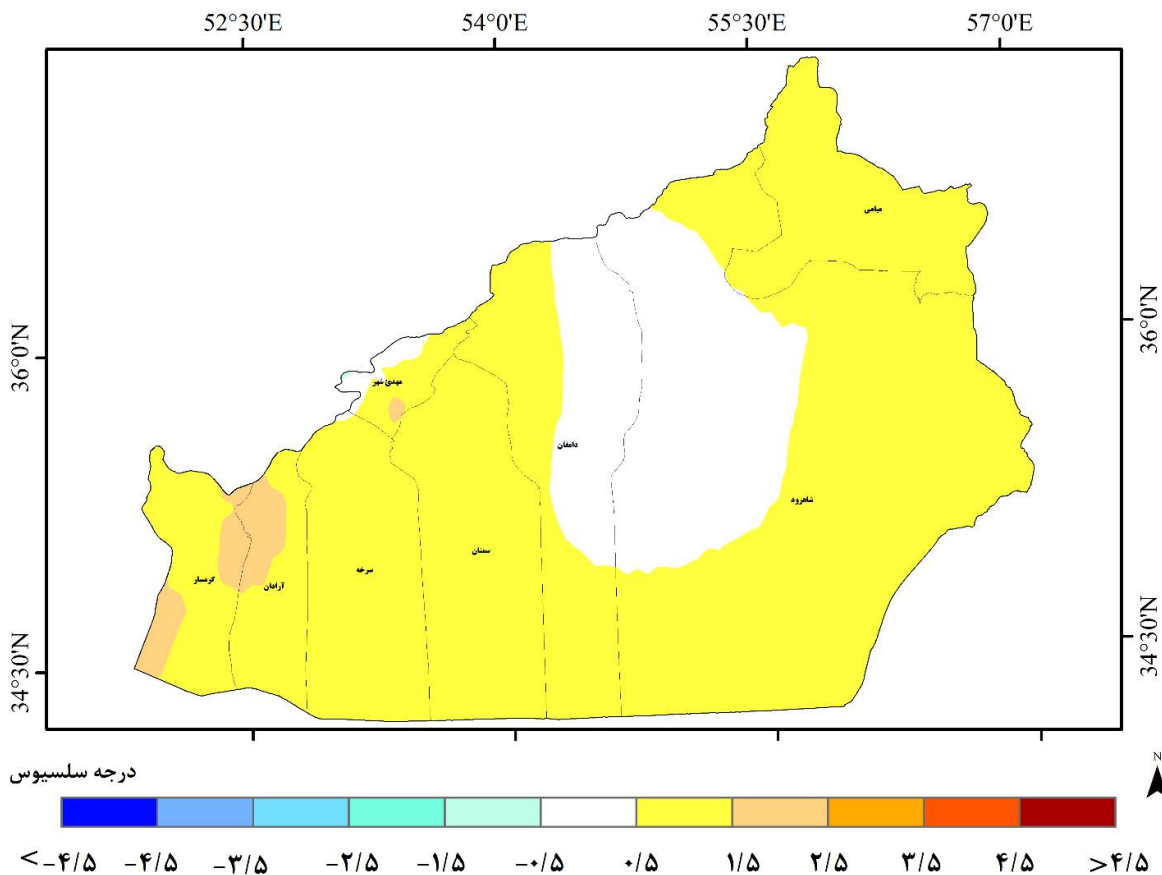 52°30'E 54°0'E 55°30'E 57°0'E
میامی
36°0'N
36°0'N
مهدی شهر
دامغان
شاهرود
سمنان
سرخه
گرمسار
آرادان
34°30'N
34°30'N
N
درجه سلسیوس
< -۴/۵ -۴/۵ -۳/۵ -۲/۵ -۱/۵ -۰/۵ ۰/۵ ۱/۵ ۲/۵ ۳/۵ ۴/۵ >۴/۵